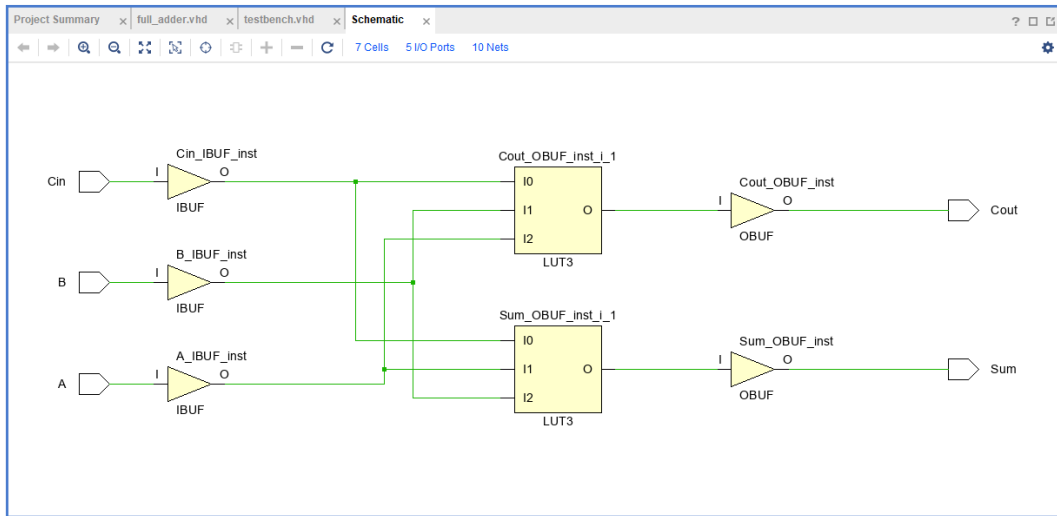 Project Summary × full_adder.vhd × testbench.vhd × Schematic × ?
7 Cells 5 I/O Ports 10 Nets
Cin I Cin_IBUF_inst O IBUF
B I B_IBUF_inst O IBUF
A I A_IBUF_inst O IBUF
Cout_OBUF_inst_i_1
I0
I1 O
I2
LUT3
Sum_OBUF_inst_i_1
I0
I1 O
I2
LUT3
Cout_OBUF_inst
I O Cout
OBUF
Sum_OBUF_inst
I O Sum
OBUF